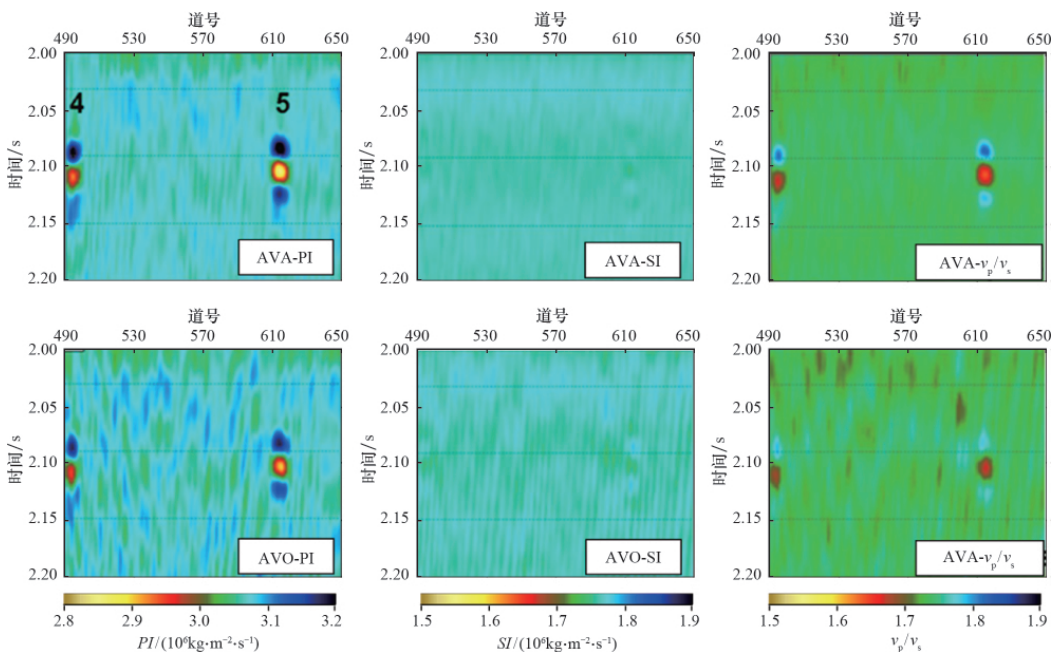 道号 道号 道号
490 530 570 610 650 490 530 570 610 650 490 530 570 610 650
2.00 2.00 2.00
4 5
2.05 2.05 2.05
时间/s 时间/s 时间/s
2.10 2.10 2.10
2.15 2.15 2.15
AVA-PI AVA-SI AVA-vp/vs
2.20 2.20 2.20
道号 道号 道号
490 530 570 610 650 490 530 570 610 650 490 530 570 610 650
2.00 2.00 2.00
2.05 2.05 2.05
时间/s 时间/s 时间/s
2.10 2.10 2.10
2.15 2.15 2.15
AVO-PI AVO-SI AVA-vp/vs
2.20 2.20 2.20
2.8 2.9 3.0 3.1 3.2 1.5 1.6 1.7 1.8 1.9 1.5 1.6 1.7 1.8 1.9
PI/(10⁶kg·m⁻²·s⁻¹) SI/(10⁶kg·m⁻²·s⁻¹) vp/vs